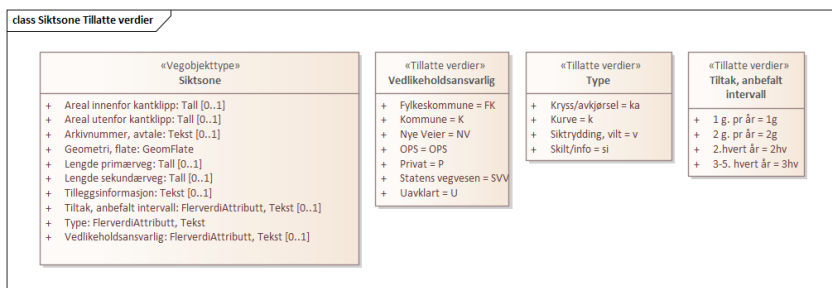 class Siktsone Tillatte verdier
«Vegobjekttype»
Siktsone
+ Areal innenfor kantklipp: Tall [0..1]
+ Areal utenfor kantklipp: Tall [0..1]
+ Arkivnummer, avtale: Tekst [0..1]
+ Geometri, flate: GeomFlate
+ Lengde primærveg: Tall [0..1]
+ Lengde sekundærveg: Tall [0..1]
+ Tilleggsinformasjon: Tekst [0..1]
+ Tiltak, anbefalt intervall: FlerverdiAttributt, Tekst [0..1]
+ Type: FlerverdiAttributt, Tekst
+ Vedlikeholdsansvarlig: FlerverdiAttributt, Tekst [0..1]
«Tillatte verdier»
Vedlikeholdsansvarlig
+ Fylkeskommune = FK
+ Kommune = K
+ Nye Veier = NV
+ OPS = OPS
+ Privat = P
+ Statens vegvesen = SVV
+ Uavklart = U
«Tillatte verdier»
Type
+ Kryss/avkjørsel = ka
+ Kurve = k
+ Siktrydding, vilt = v
+ Skilt/info = si
«Tillatte verdier»
Tiltak, anbefalt
intervall
+ 1 g. pr år = 1g
+ 2 g. pr år = 2g
+ 2.hvert år = 2hv
+ 3-5. hvert år = 3hv